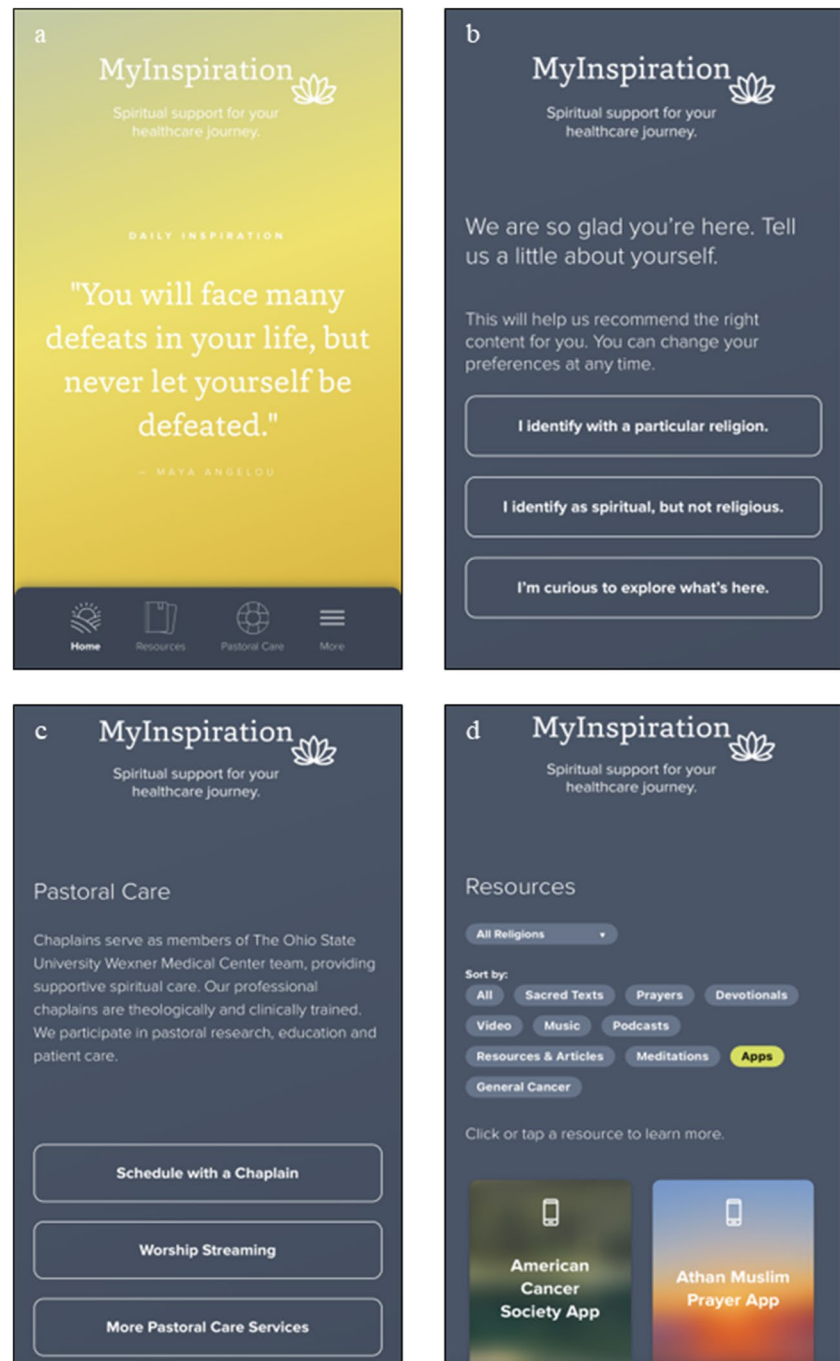 a
MyInspiration
Spiritual support for your
healthcare journey.
DAILY INSPIRATION
"You will face many
defeats in your life, but
never let yourself be
defeated."
— MAYA ANGELOU
Home Resources Pastoral Care More
b
MyInspiration
Spiritual support for your
healthcare journey.
We are so glad you're here. Tell
us a little about yourself.
This will help us recommend the right
content for you. You can change your
preferences at any time.
I identify with a particular religion.
I identify as spiritual, but not religious.
I'm curious to explore what's here.
c
MyInspiration
Spiritual support for your
healthcare journey.
Pastoral Care
Chaplains serve as members of The Ohio State
University Wexner Medical Center team, providing
supportive spiritual care. Our professional
chaplains are theologically and clinically trained.
We participate in pastoral research, education and
patient care.
Schedule with a Chaplain
Worship Streaming
More Pastoral Care Services
d
MyInspiration
Spiritual support for your
healthcare journey.
Resources
All Religions
Sort by:
All Sacred Texts Prayers Devotionals
Video Music Podcasts
Resources & Articles Meditations Apps
General Cancer
Click or tap a resource to learn more.
American
Cancer
Society App
Athan Muslim
Prayer App